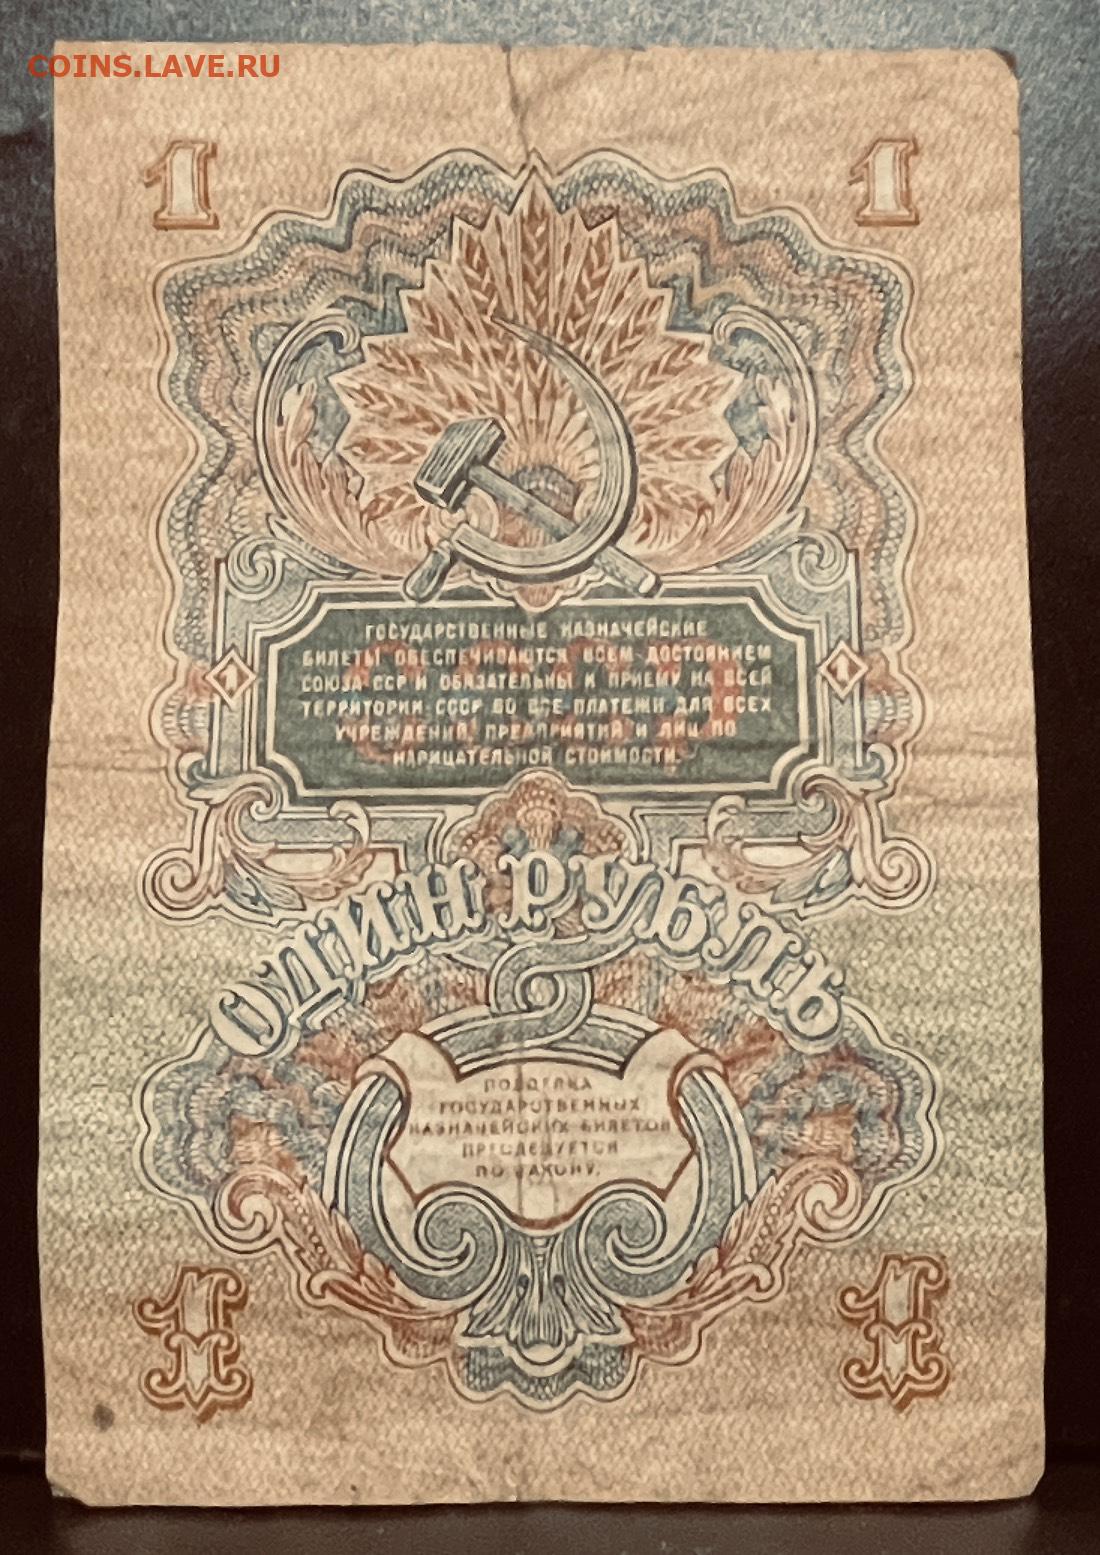 COINS.LAVE.RU
1 1
ГОСУДАРСТВЕННЫЕ КАЗНАЧЕЙСКИЕ
БИЛЕТЫ ОБЕСПЕЧИВАЮТСЯ ВСЕМ ДОСТОЯНИЕМ
1 СОЮЗА ССР И ОБЯЗАТЕЛЬНЫ К ПРИЕМУ НА ВСЕЙ 1
ТЕРРИТОРИИ СССР ВО ВСЕ ПЛАТЕЖИ ДЛЯ ВСЕХ
УЧРЕЖДЕНИЙ, ПРЕДПРИЯТИЙ И ЛИЦ ПО
НАРИЦАТЕЛЬНОЙ СТОИМОСТИ.
ОДИН РУБЛЬ
ПОДДЕЛКА
ГОСУДАРСТВЕННЫХ
КАЗНАЧЕЙСКИХ БИЛЕТОВ
ПРЕСЛЕДУЕТСЯ
ПО ЗАКОНУ.
1 1